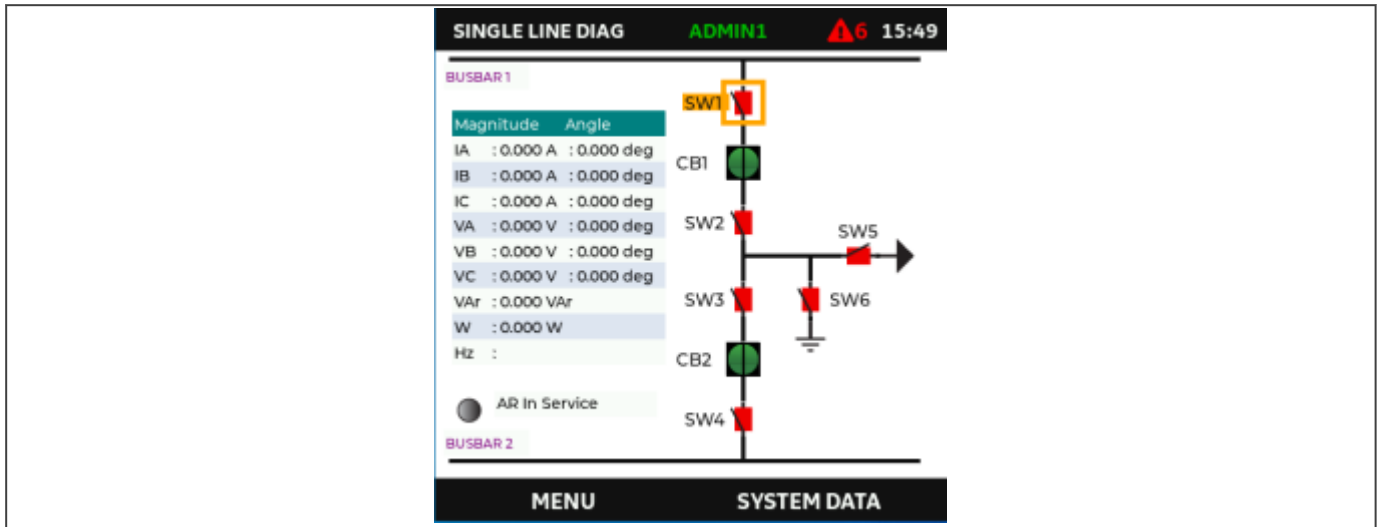 SINGLE LINE DIAG ADMIN1 6 15:49
BUSBAR 1
SW1
Magnitude Angle
IA : 0.000 A : 0.000 deg
IB : 0.000 A : 0.000 deg
IC : 0.000 A : 0.000 deg
VA : 0.000 V : 0.000 deg
VB : 0.000 V : 0.000 deg
VC : 0.000 V : 0.000 deg
VAr : 0.000 VAr
W : 0.000 W
Hz :
CB1
SW2
SW5
SW3
SW6
CB2
AR In Service
SW4
BUSBAR 2
MENU SYSTEM DATA